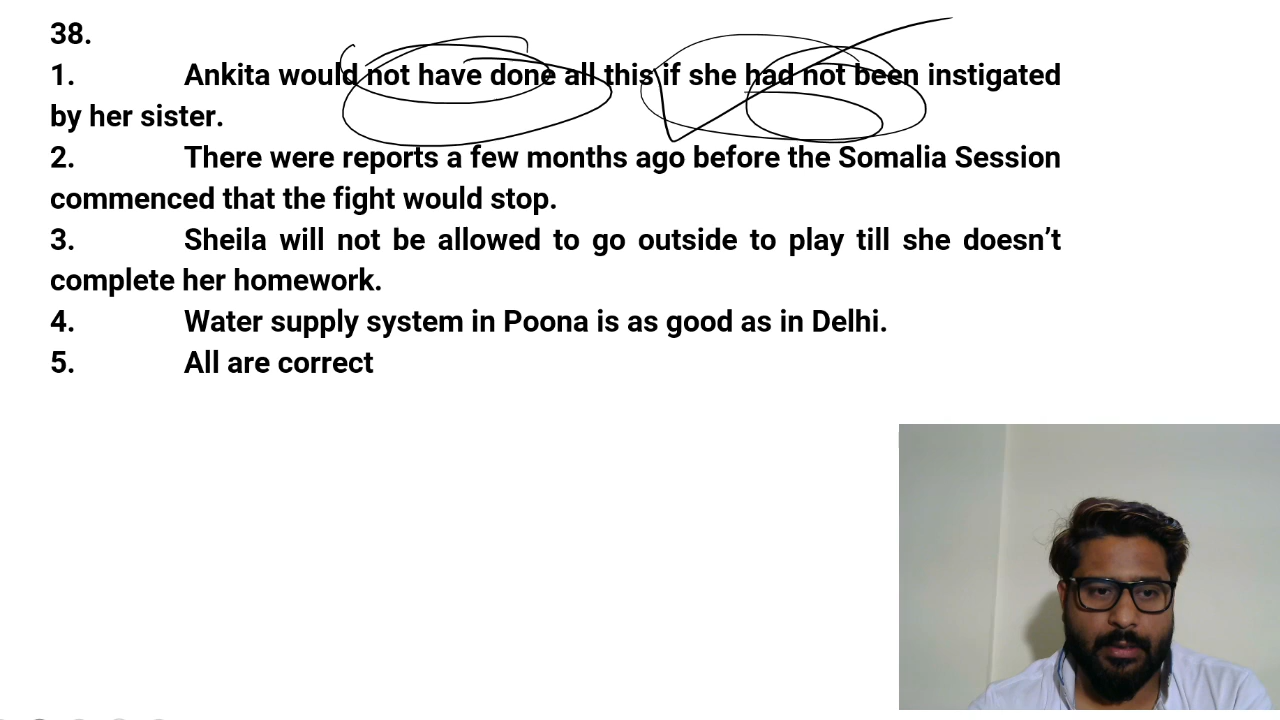 38.
1. Ankita would not have done all this if she had not been instigated
by her sister.
2. There were reports a few months ago before the Somalia Session
commenced that the fight would stop.
3. Sheila will not be allowed to go outside to play till she doesn’t
complete her homework.
4. Water supply system in Poona is as good as in Delhi.
5. All are correct